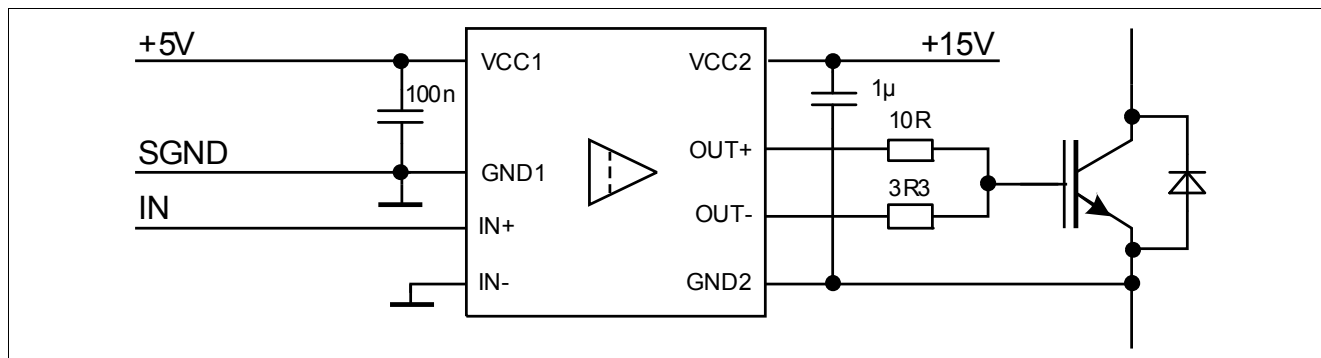 +5V
VCC1
VCC2
+15V
100n
1µ
10R
SGND
OUT+
GND1
3R3
IN
OUT-
IN+
IN-
GND2